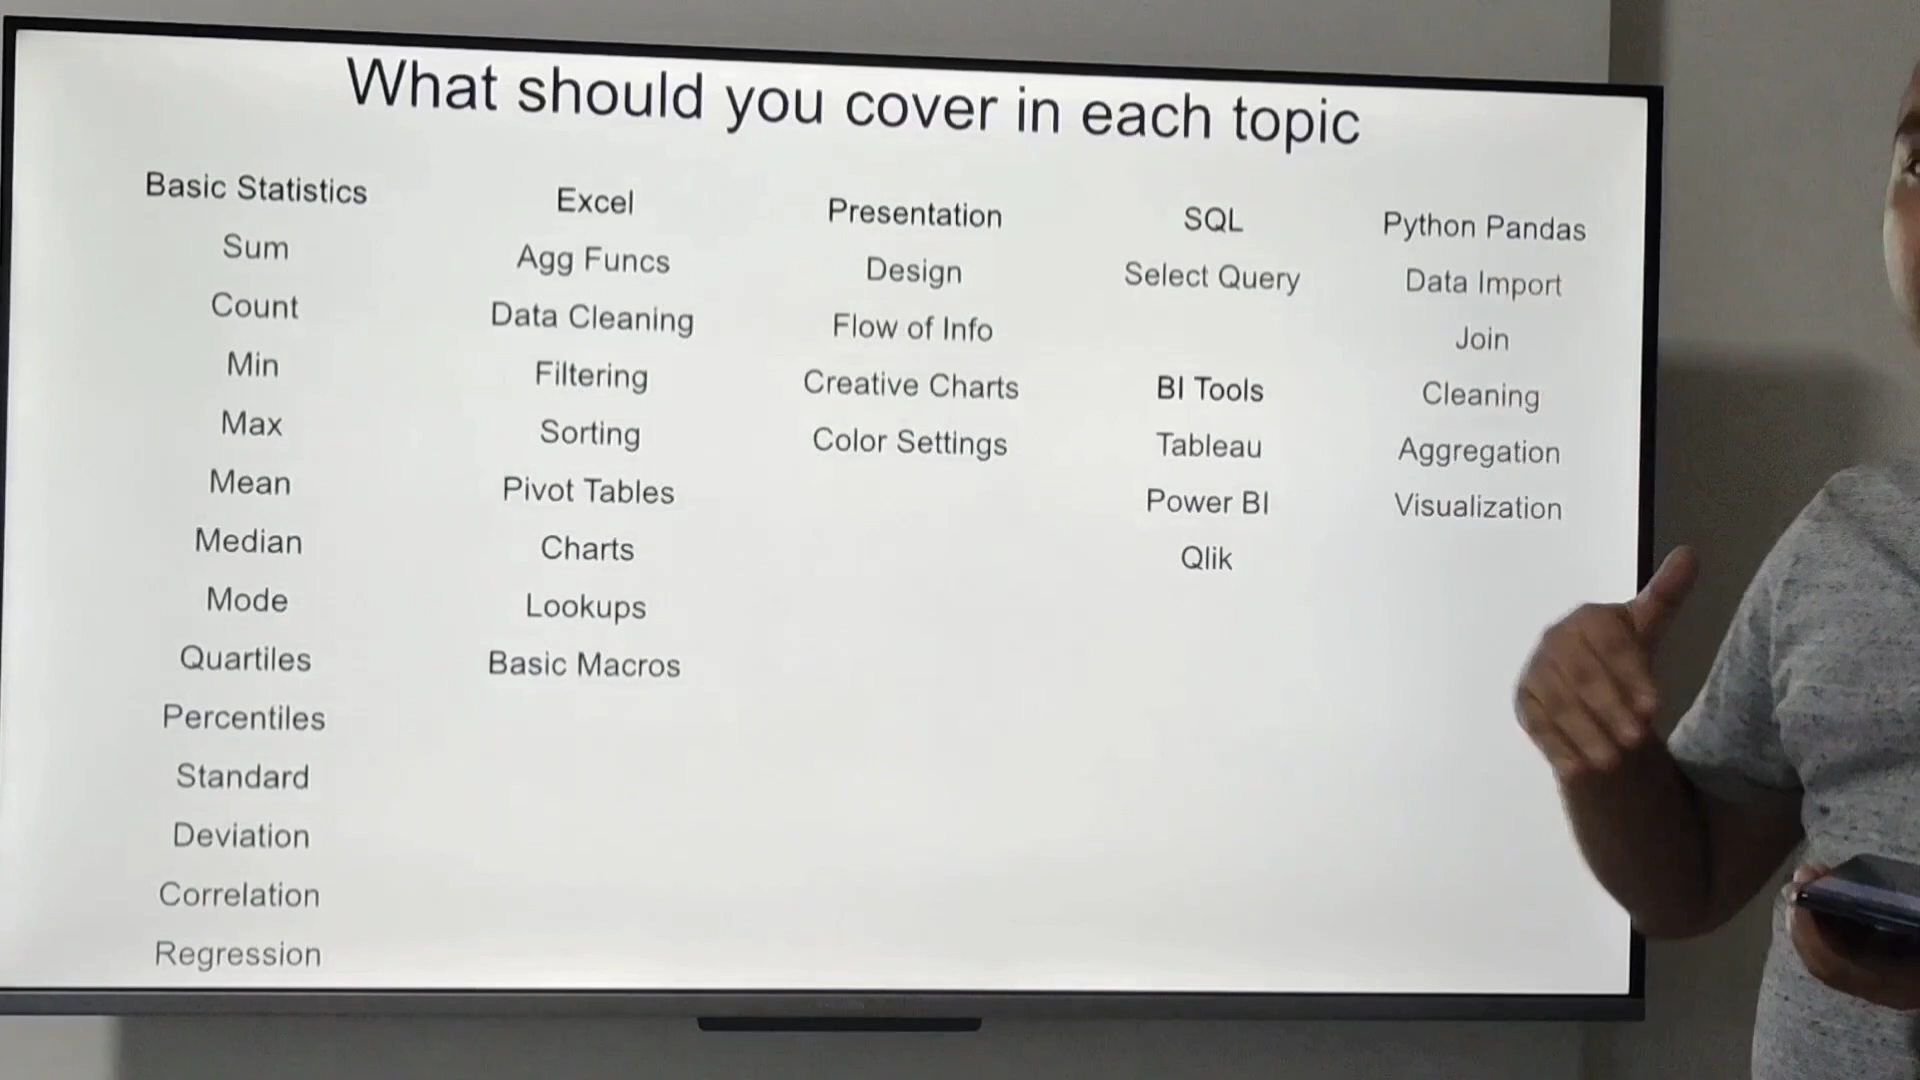 What should you cover in each topic
Basic Statistics
Sum
Count
Min
Max
Mean
Median
Mode
Quartiles
Percentiles
Standard
Deviation
Correlation
Regression
Excel
Agg Funcs
Data Cleaning
Filtering
Sorting
Pivot Tables
Charts
Lookups
Basic Macros
Presentation
Design
Flow of Info
Creative Charts
Color Settings
SQL
Select Query
BI Tools
Tableau
Power BI
Qlik
Python Pandas
Data Import
Join
Cleaning
Aggregation
Visualization